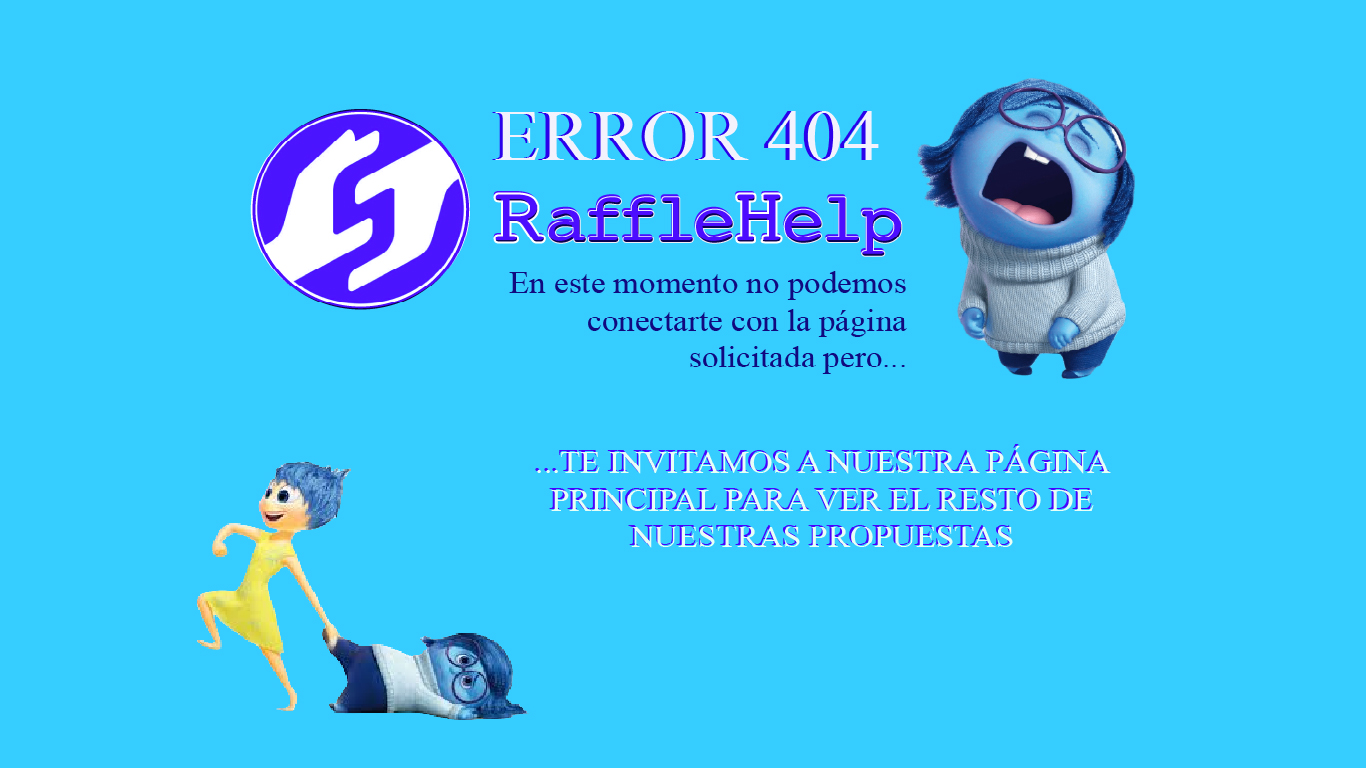 ERROR 404
RaffleHelp
En este momento no podemos
conectarte con la página
solicitada pero...
...TE INVITAMOS A NUESTRA PÁGINA
PRINCIPAL PARA VER EL RESTO DE
NUESTRAS PROPUESTAS